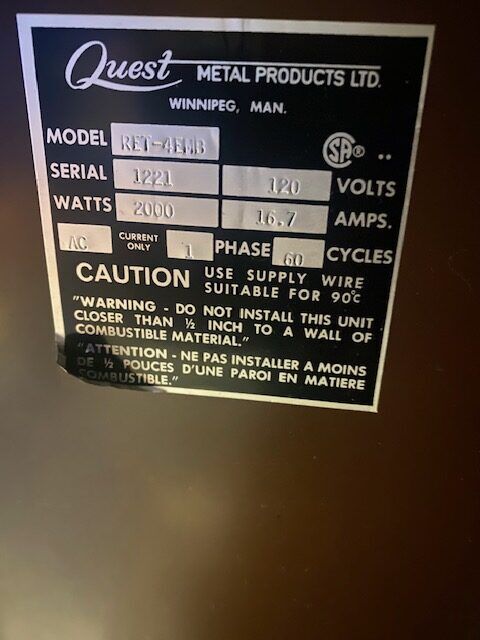 Quest METAL PRODUCTS LTD.
WINNIPEG, MAN.
MODEL RET-4EMB
SA®
SERIAL 1221 120 VOLTS
WATTS 2000 16.7 AMPS.
AC CURRENT ONLY 1 PHASE 60 CYCLES
CAUTION USE SUPPLY WIRE
SUITABLE FOR 90°C
"WARNING - DO NOT INSTALL THIS UNIT
CLOSER THAN ½ INCH TO A WALL OF
COMBUSTIBLE MATERIAL."
"ATTENTION - NE PAS INSTALLER A MOINS
DE ½ POUCES D'UNE PAROI EN MATIERE
COMBUSTIBLE."